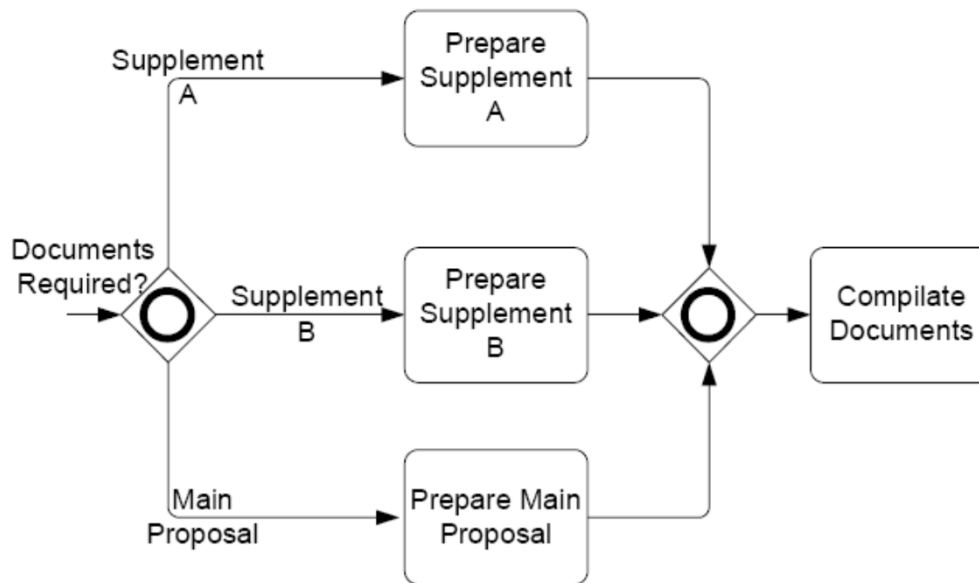 Supplement
A
Prepare
Supplement
A
Documents
Required?
Supplement
B
Prepare
Supplement
B
Compilate
Documents
Main
Proposal
Prepare Main
Proposal